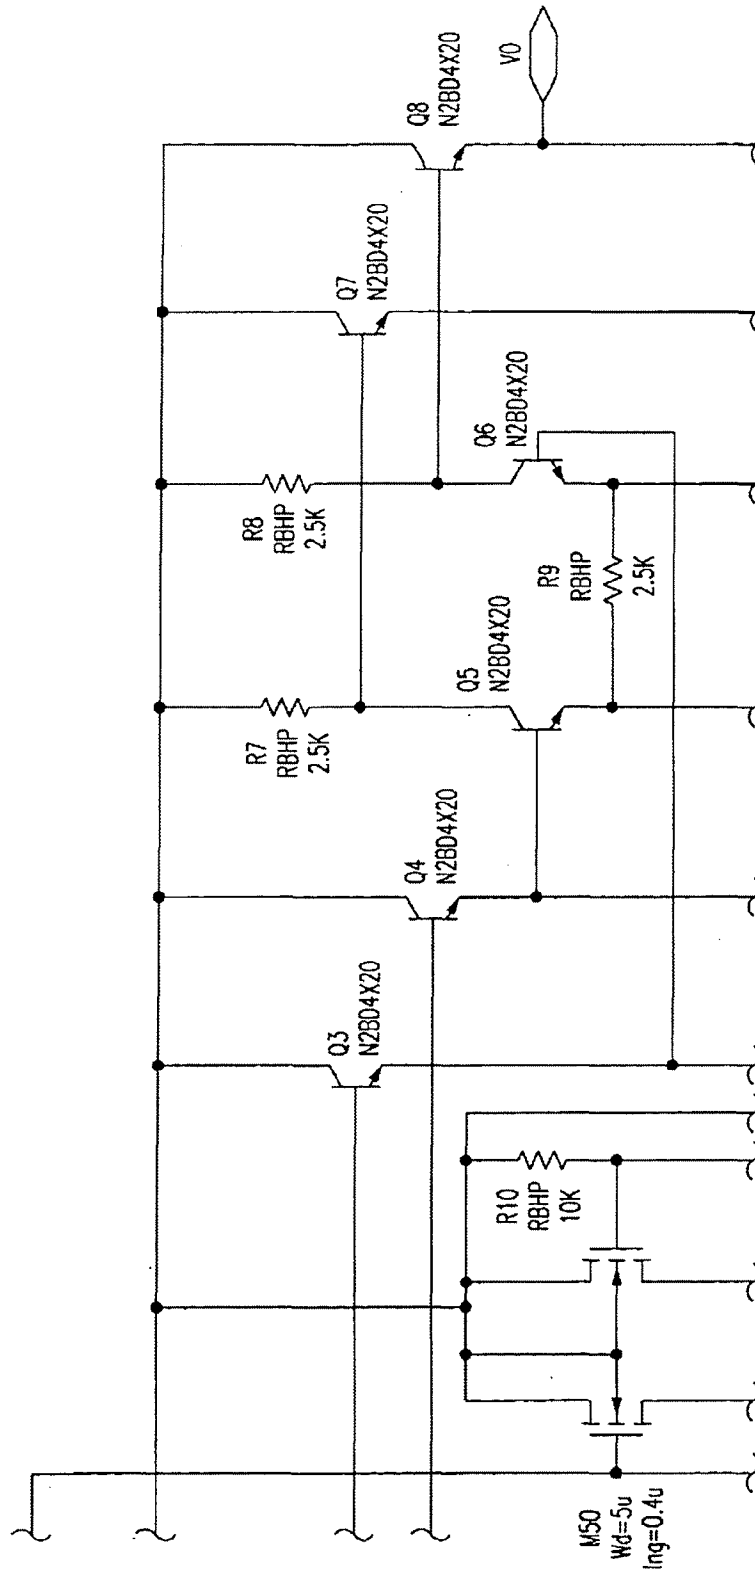 VO
Q8
N2BD4X20
Q7
N2BD4X20
Q6
N2BD4X20
R8
RBHP
2.5K
R9
RBHP
2.5K
Q5
N2BD4X20
R7
RBHP
2.5K
Q4
N2BD4X20
Q3
N2BD4X20
R10
RBHP
10K
M50
Wd=5u
lng=0.4u